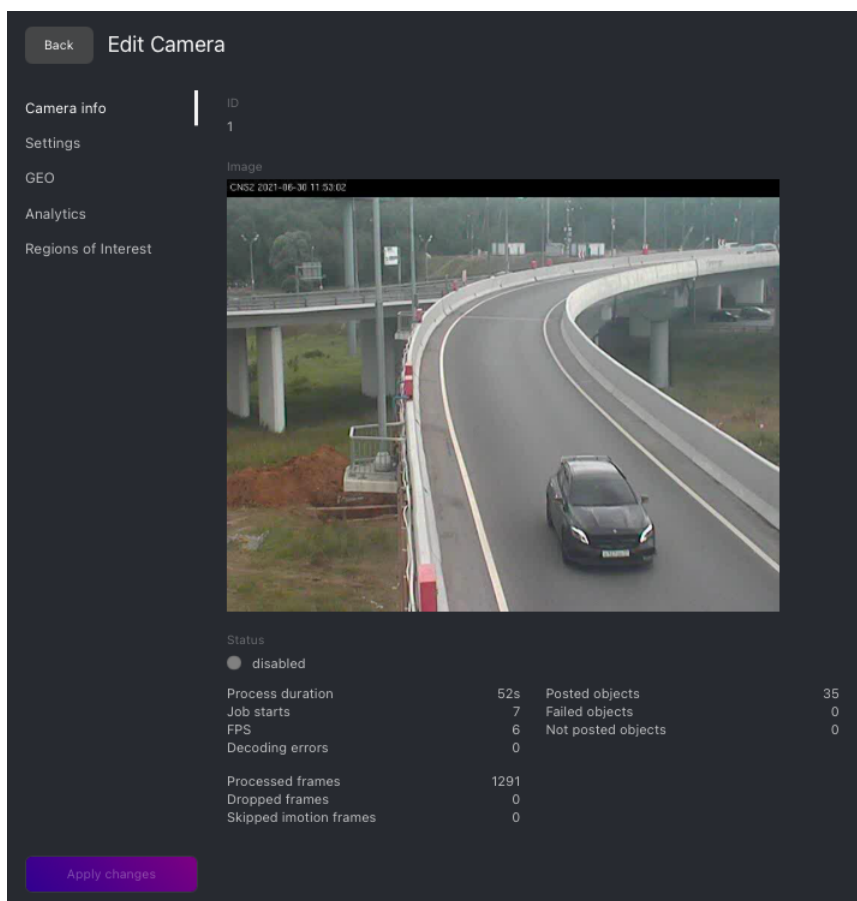 Back
Edit Camera
Camera info
Settings
GEO
Analytics
Regions of Interest
ID
1
Image
CNSZ 2021-06-30 11:53:02
Status
disabled
Process duration 52s
Job starts 7
FPS 6
Decoding errors 0
Processed frames 1291
Dropped frames 0
Skipped imotion frames 0
Posted objects 35
Failed objects 0
Not posted objects 0
Apply changes